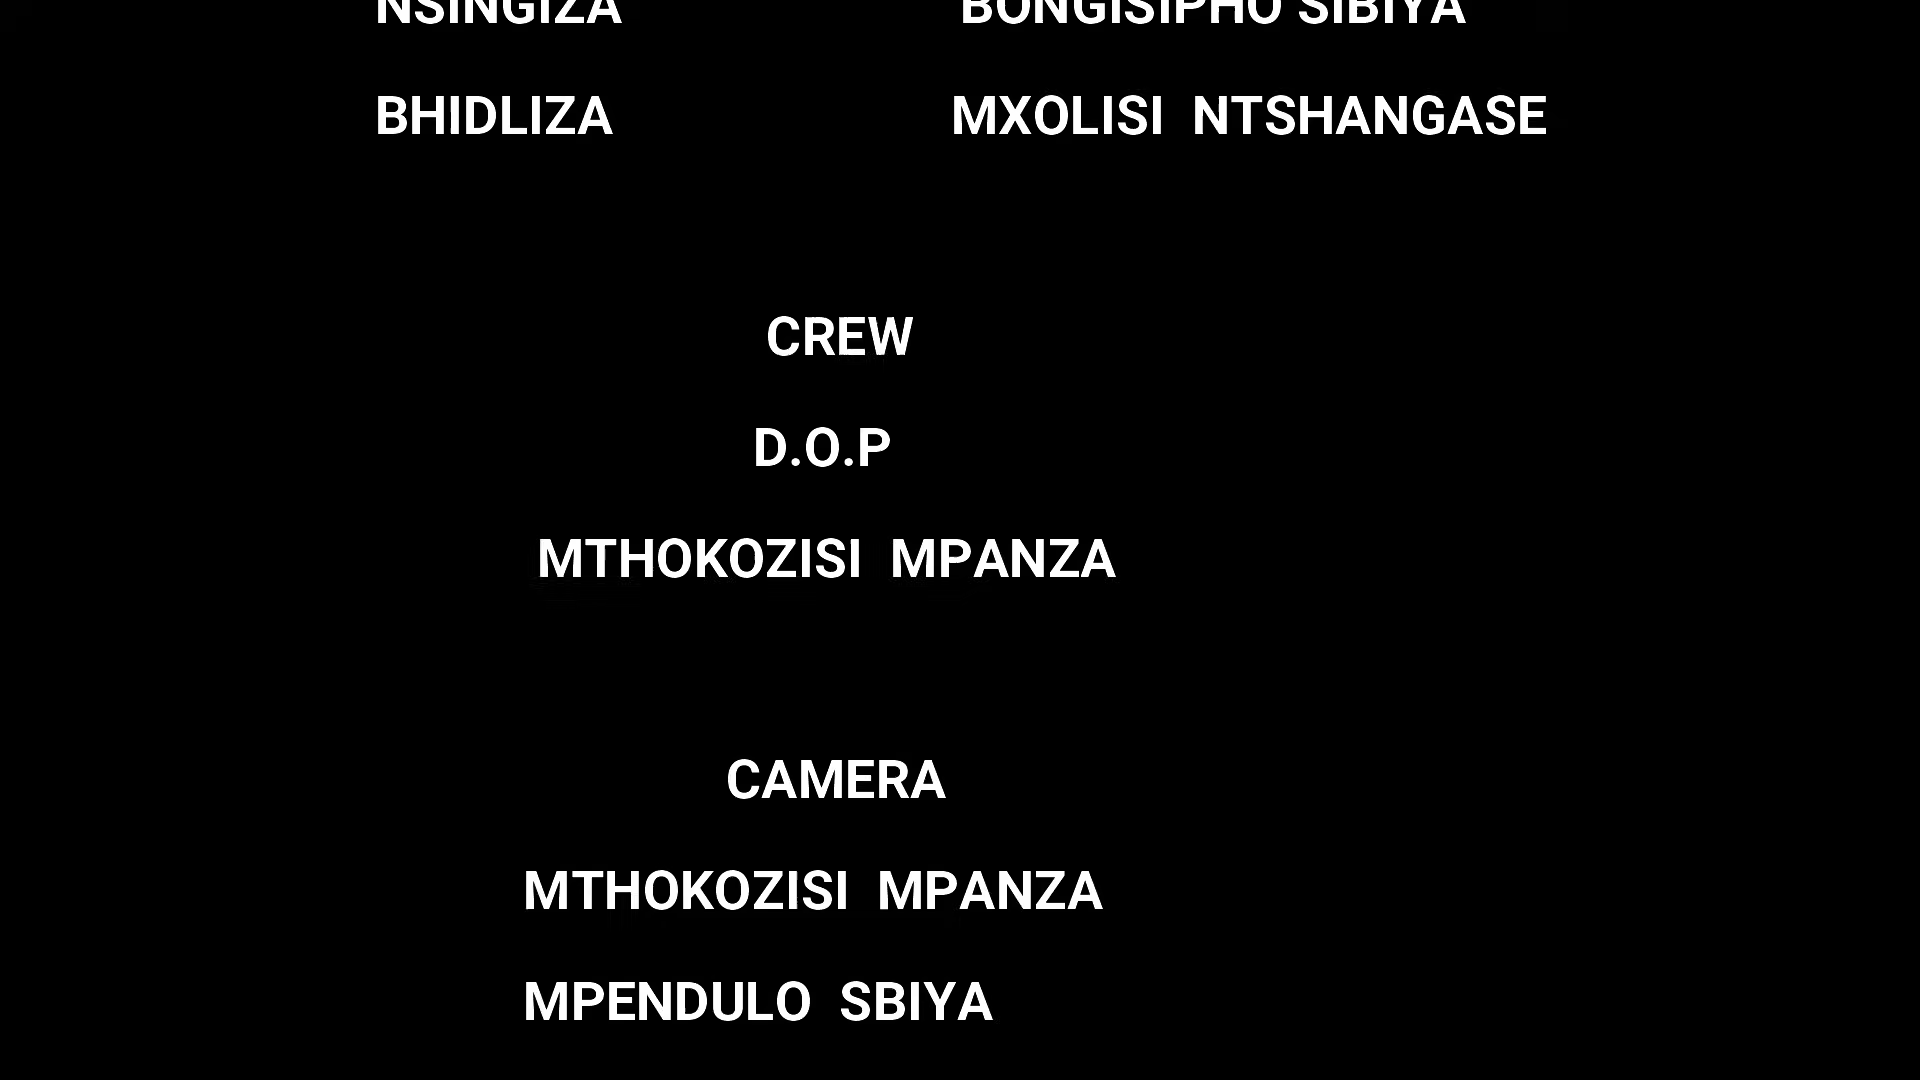 NSINGIZA BONGISIPHO SIBIYA
BHIDLIZA MXOLISI NTSHANGASE
CREW
D.O.P
MTHOKOZISI MPANZA
CAMERA
MTHOKOZISI MPANZA
MPENDULO SBIYA